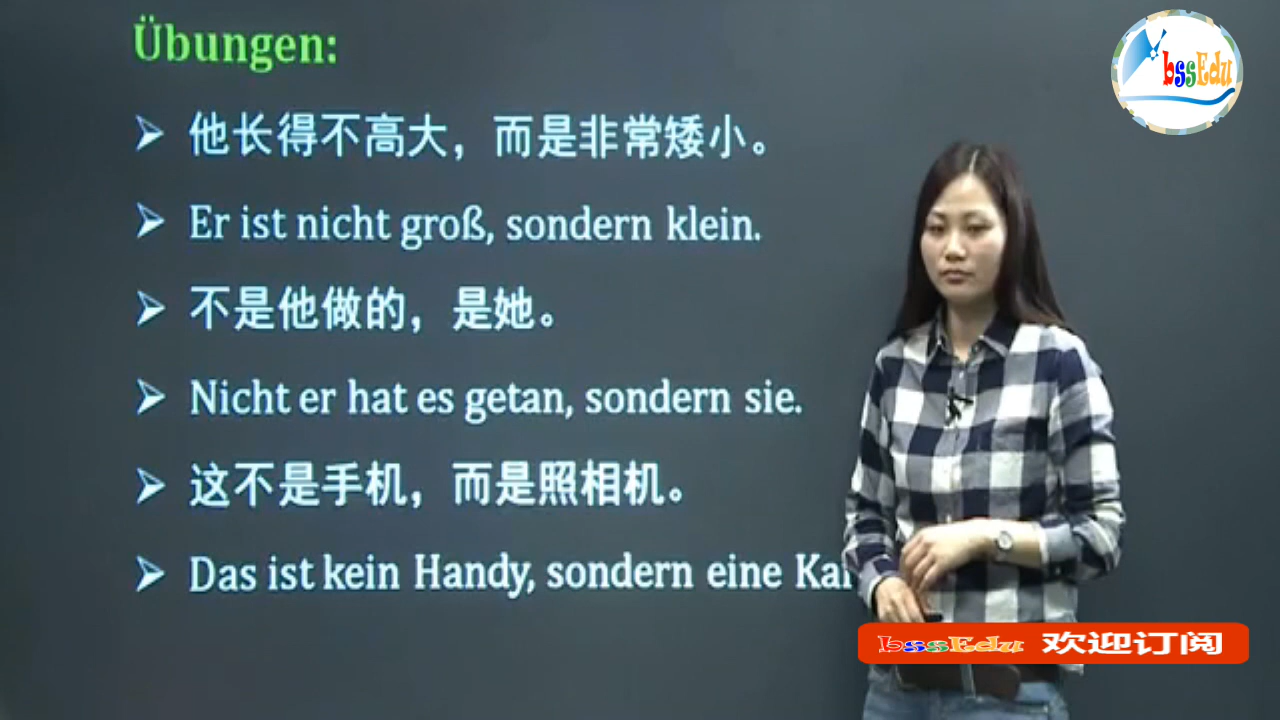 Übungen:
他长得不高大，而是非常矮小。
Er ist nicht groß, sondern klein.
不是他做的，是她。
Nicht er hat es getan, sondern sie.
这不是手机，而是照相机。
Das ist kein Handy, sondern eine
bssEdu
bssEdu 欢迎订阅